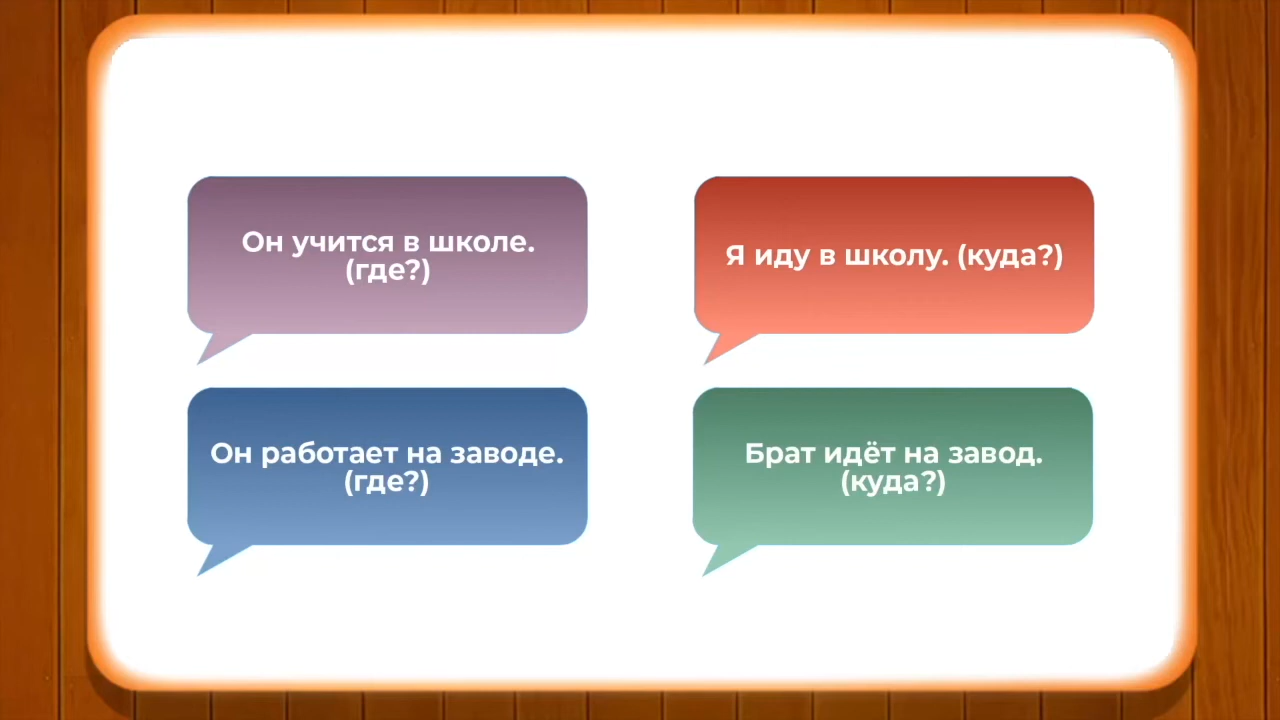 Он учится в школе.
(где?)
Я иду в школу. (куда?)
Он работает на заводе.
(где?)
Брат идёт на завод.
(куда?)